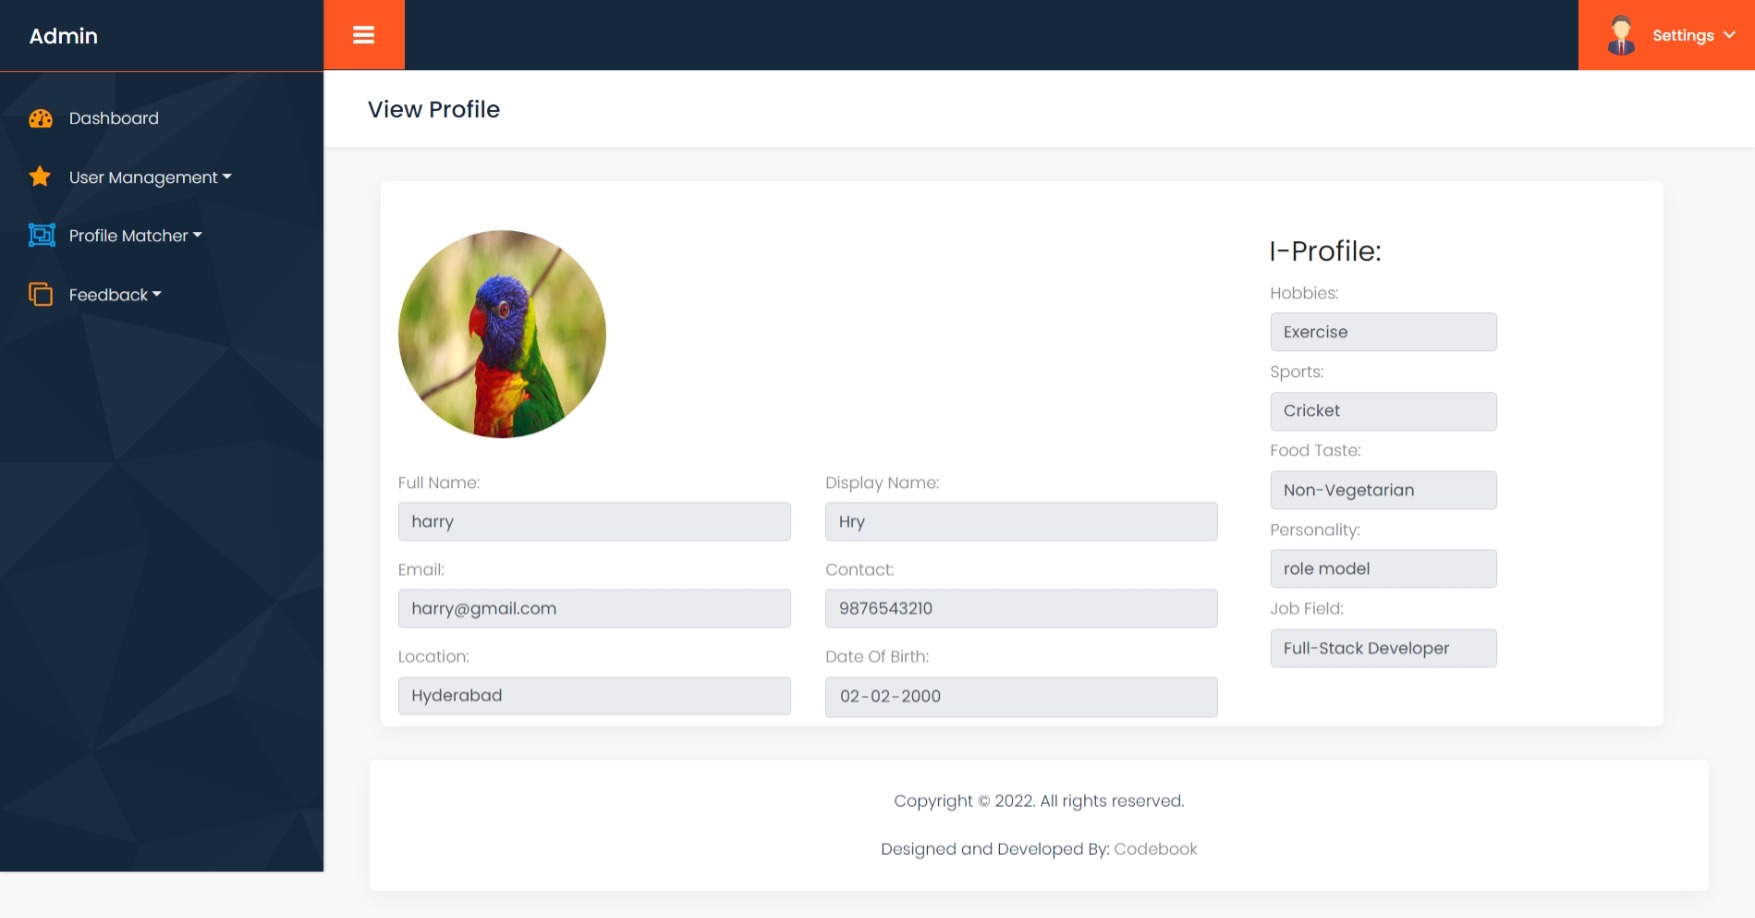 Admin
Settings
Dashboard
User Management
Profile Matcher
Feedback
View Profile
Full Name:
harry
Display Name:
Hry
Email:
harry@gmail.com
Contact:
9876543210
Location:
Hyderabad
Date Of Birth:
02-02-2000
I-Profile:
Hobbies:
Exercise
Sports:
Cricket
Food Taste:
Non-Vegetarian
Personality:
role model
Job Field:
Full-Stack Developer
Copyright © 2022. All rights reserved.
Designed and Developed By: Codebook